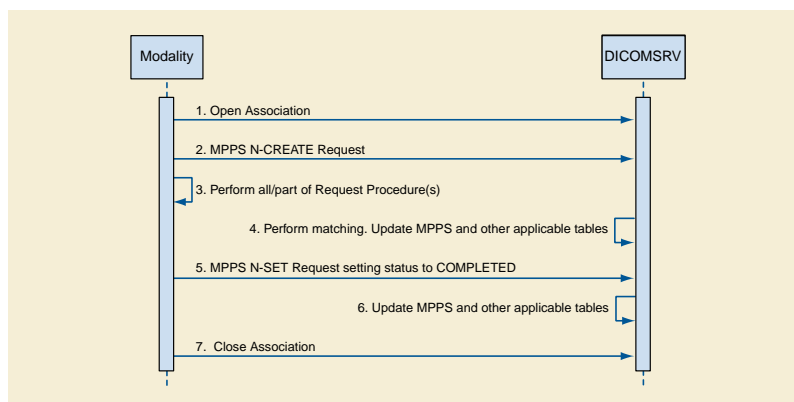 Modality
DICOMSRV
1. Open Association
2. MPPS N-CREATE Request
3. Perform all/part of Request Procedure(s)
4. Perform matching. Update MPPS and other applicable tables
5. MPPS N-SET Request setting status to COMPLETED
6. Update MPPS and other applicable tables
7. Close Association